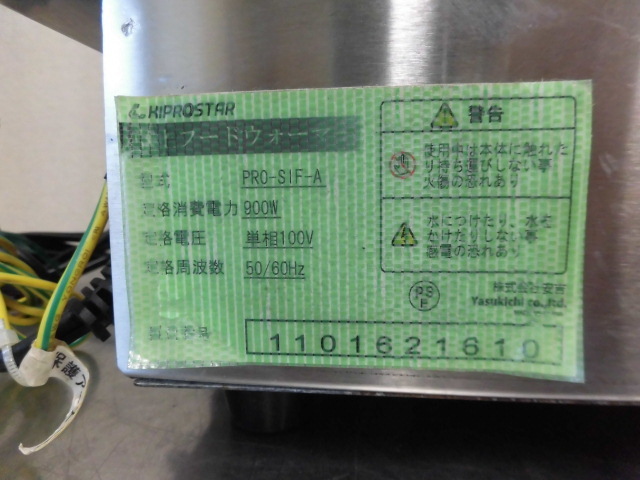 KIPROSTAR
卓上フードウォーマー
型式 PRO-SIF-A
定格消費電力 900W
定格電圧 単相100V
定格周波数 50/60Hz
製造番号 1101621610
警告
使用中は本体に触れた
り持ち運びしない事
火傷の恐れあり
水につけたり、水を
かけたりしない事
感電の恐れあり
PS
E
株式会社安吉
Yasukichi co.,ltd.
保護